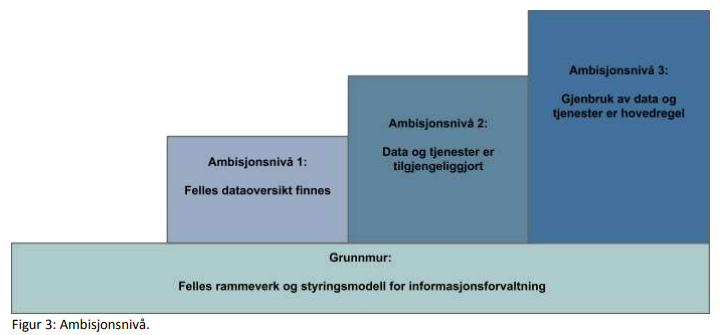 Ambisjonsnivå 3:
Gjenbruk av data og
tjenester er hovedregel
Ambisjonsnivå 2:
Data og tjenester er
tilgjengeliggjort
Ambisjonsnivå 1:
Felles dataoversikt finnes
Grunnmur:
Felles rammeverk og styringsmodell for informasjonsforvaltning
Figur 3: Ambisjonsnivå.